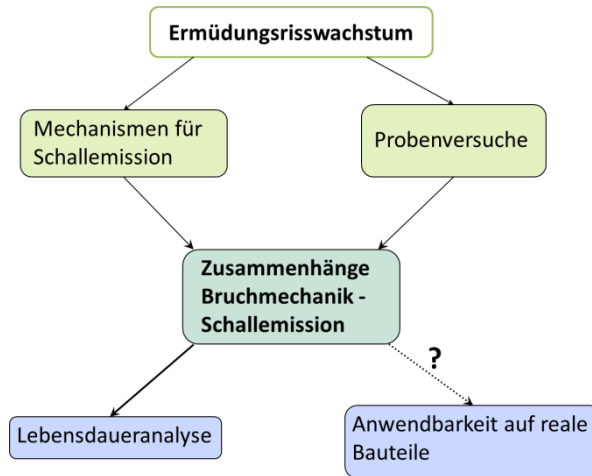 Ermüdungsrisswachstum
Mechanismen für
Schallemission
Probenversuche
Zusammenhänge
Bruchmechanik -
Schallemission
?
Lebensdaueranalyse
Anwendbarkeit auf reale
Bauteile